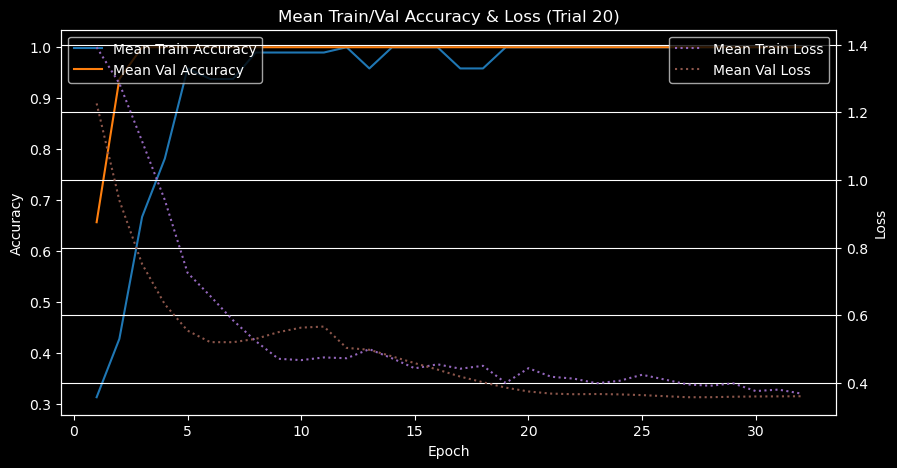 Mean Train/Val Accuracy & Loss (Trial 20)
Mean Train Accuracy
Mean Val Accuracy
Mean Train Loss
Mean Val Loss
1.0
0.9
0.8
0.7
0.6
0.5
0.4
0.3
Accuracy
1.4
1.2
1.0
0.8
0.6
0.4
Loss
0 5 10 15 20 25 30
Epoch